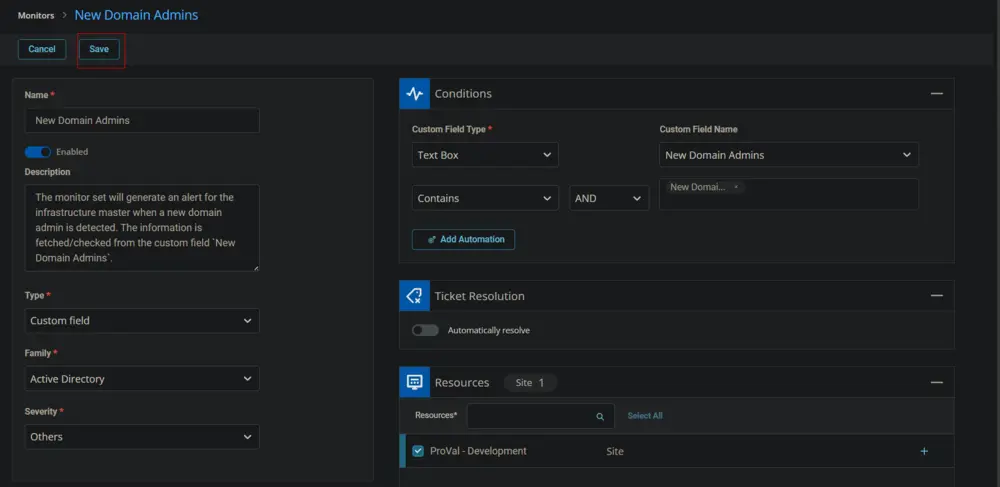 Monitors > New Domain Admins
Cancel Save
Name *
New Domain Admins
Enabled
Description
The monitor set will generate an alert for the
infrastructure master when a new domain
admin is detected. The information is
fetched/checked from the custom field `New
Domain Admins`.
Type *
Custom field
Family *
Active Directory
Severity *
Others
Conditions
Custom Field Type * Custom Field Name
Text Box New Domain Admins
Contains AND New Domai...
Add Automation
Ticket Resolution
Automatically resolve
Resources Site 1
Resources* Select All
ProVal - Development Site